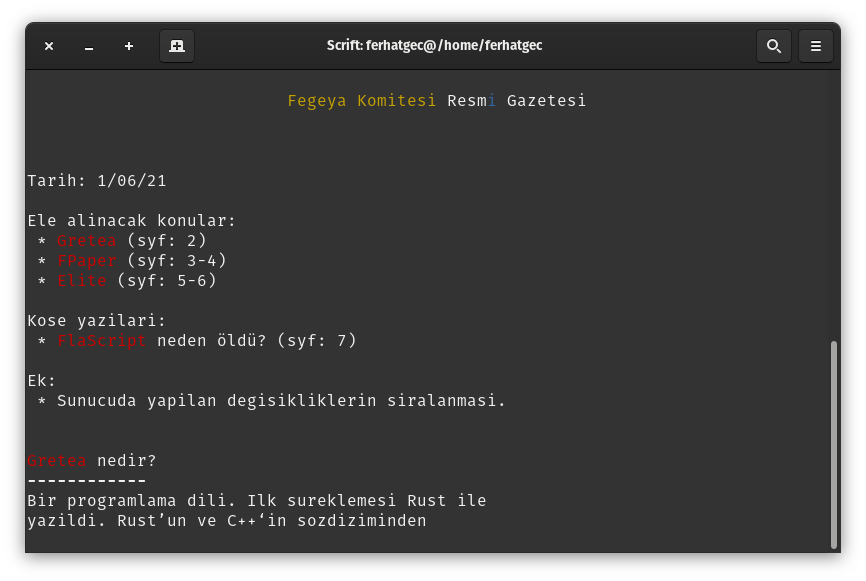 Scrift: ferhatgec@/home/ferhatgec
Fegeya Komitesi Resmi Gazetesi
Tarih: 1/06/21
Ele alinacak konular:
* Gretea (syf: 2)
* FPaper (syf: 3-4)
* Elite (syf: 5-6)
Kose yazilari:
* FlaScript neden öldü? (syf: 7)
Ek:
* Sunucuda yapilan degisikliklerin siralanmasi.
Gretea nedir?
------------
Bir programlama dili. Ilk sureklemesi Rust ile
yazildi. Rust’un ve C++‘in sozdiziminden